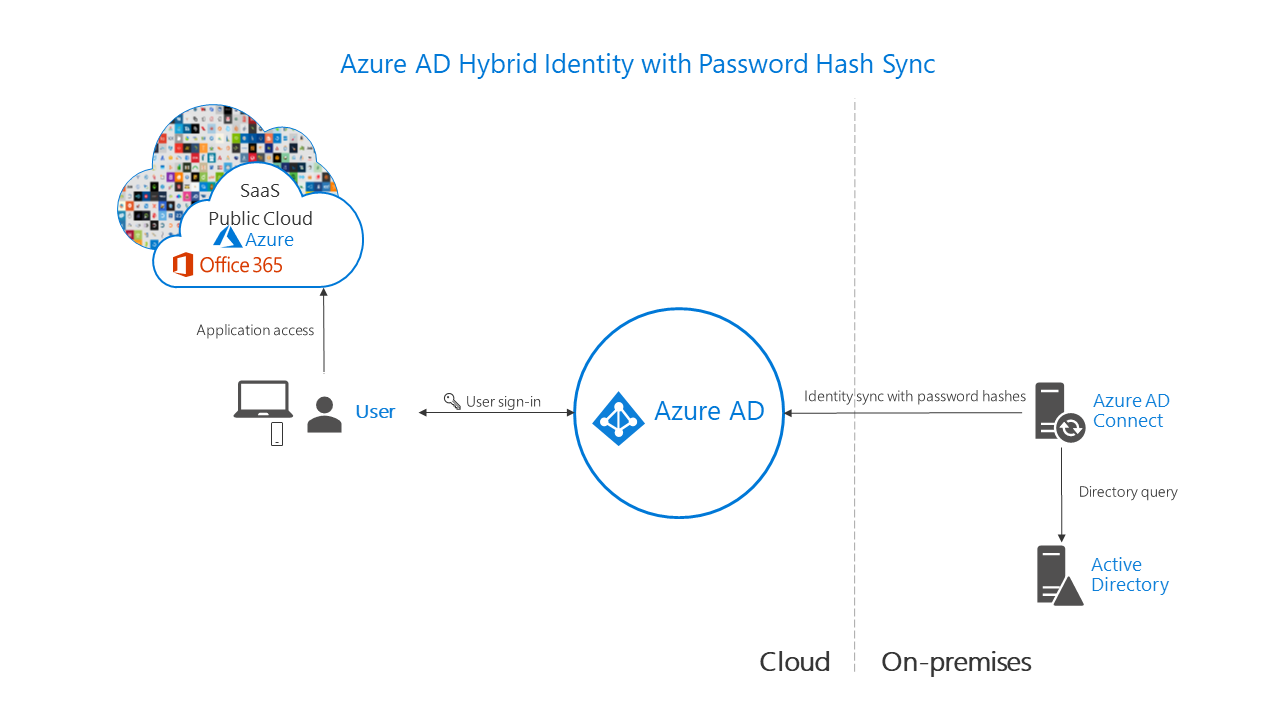 Azure AD Hybrid Identity with Password Hash Sync
SaaS
Public Cloud
Azure
Office 365
Application access
User
User sign-in
Azure AD
Identity sync with password hashes
Azure AD
Connect
Directory query
Active
Directory
Cloud
On-premises